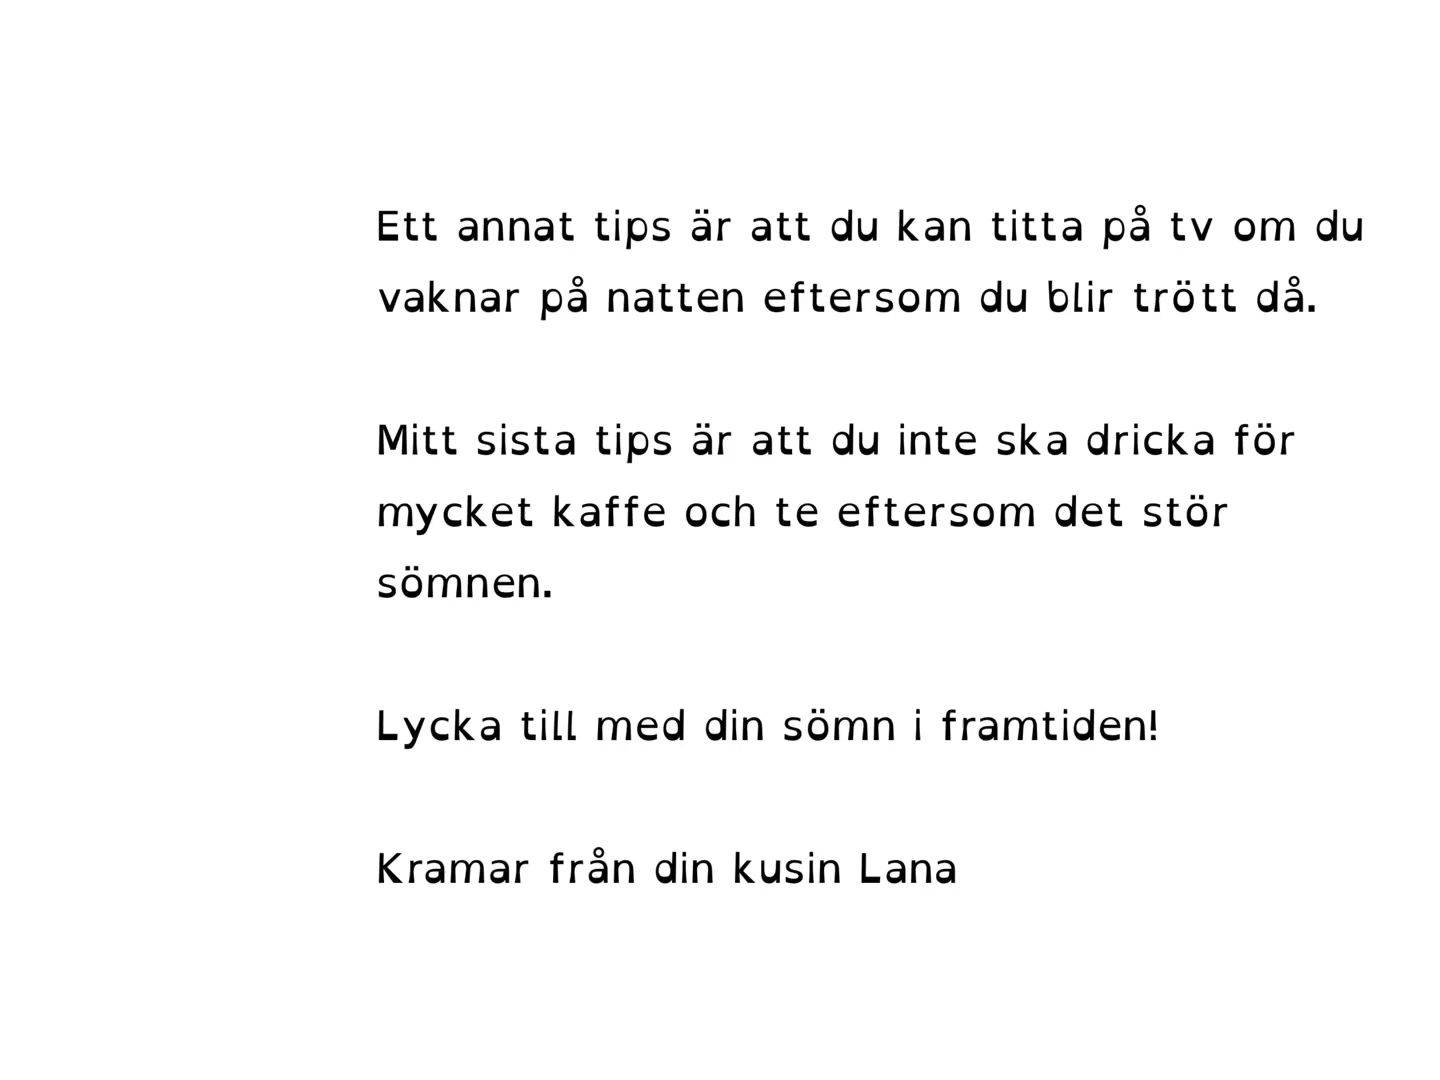 Ett annat tips är att du kan titta på tv om du
vaknar på natten eftersom du blir trött då.
Mitt sista tips är att du inte ska dricka för
mycket kaffe och te eftersom det stör
sömnen.
Lycka till med din sömn i framtiden!
Kramar från din kusin Lana